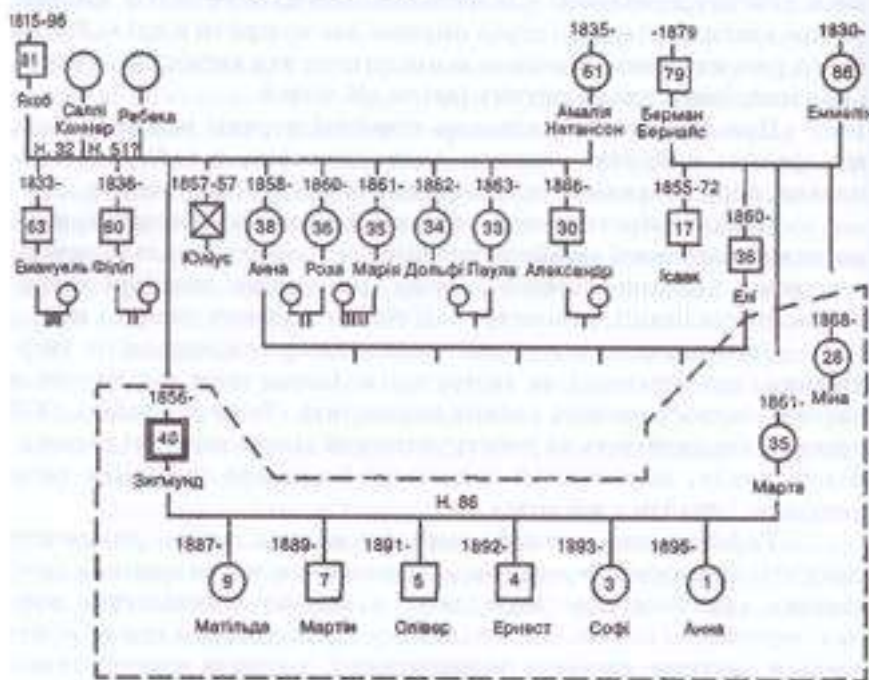 1815-96 1835- -1879 1830-
81 61 79 66
Якоб Саллі Коннер Ребека Амалія Натансон Берман Бернайс Еммелін
Н. 32 Н. 51?
1833- 1836- 1857-57 1858- 1860- 1861- 1862- 1863- 1866- 1855-72 1860-
63 60 38 36 35 34 33 30 17 36
Емануель Філіп Юліус Анна Роза Марія Дольфі Паула Александр Ісаак Елі
1868-
28
Міна
1856- 1861-
40 35
Зигмунд Марта
Н. 86
1887- 1889- 1891- 1892- 1893- 1895-
9 7 5 4 3 1
Матільда Мартін Олівер Ернест Софі Анна